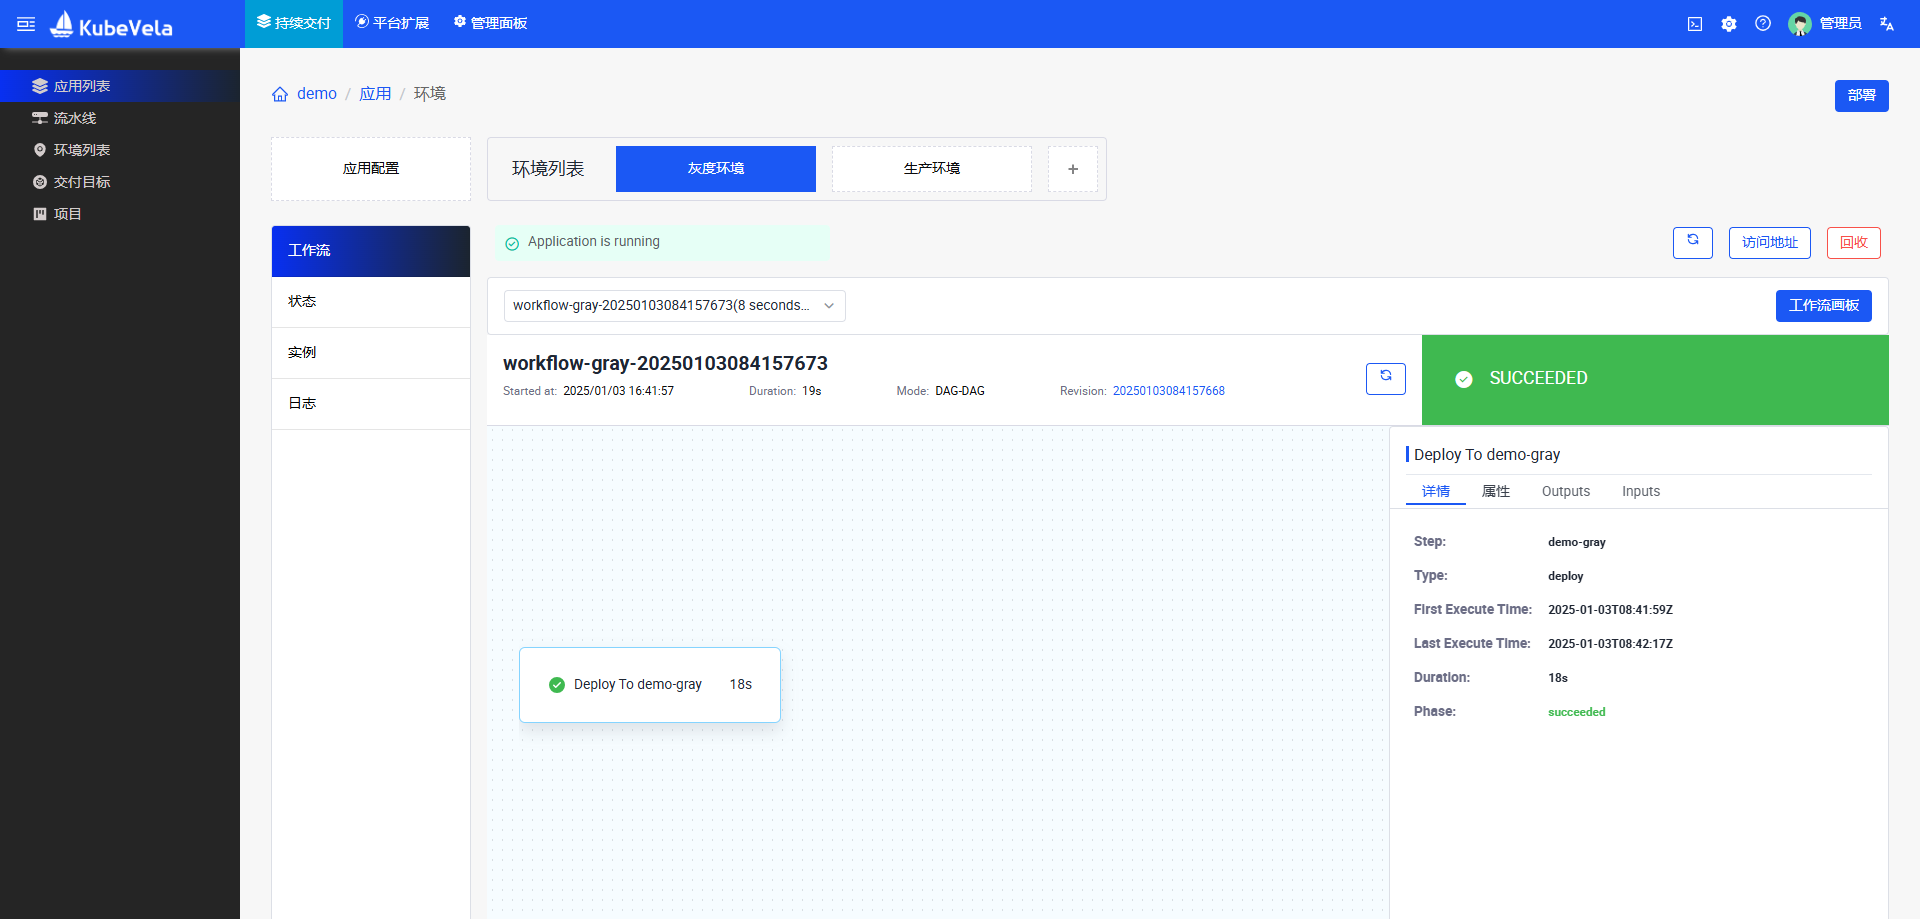 KubeVela
持续交付
平台扩展
管理面板
管理员
应用列表
流水线
环境列表
交付目标
项目
demo / 应用 / 环境
部署
应用配置
环境列表
灰度环境
生产环境
+
工作流
状态
实例
日志
Application is running
访问地址
回收
workflow-gray-20250103084157673(8 seconds...
工作流画板
workflow-gray-20250103084157673
Started at: 2025/01/03 16:41:57
Duration: 19s
Mode: DAG-DAG
Revision: 20250103084157668
SUCCEEDED
Deploy To demo-gray 18s
Deploy To demo-gray
详情 属性 Outputs Inputs
Step: demo-gray
Type: deploy
First Execute Time: 2025-01-03T08:41:59Z
Last Execute Time: 2025-01-03T08:42:17Z
Duration: 18s
Phase: succeeded